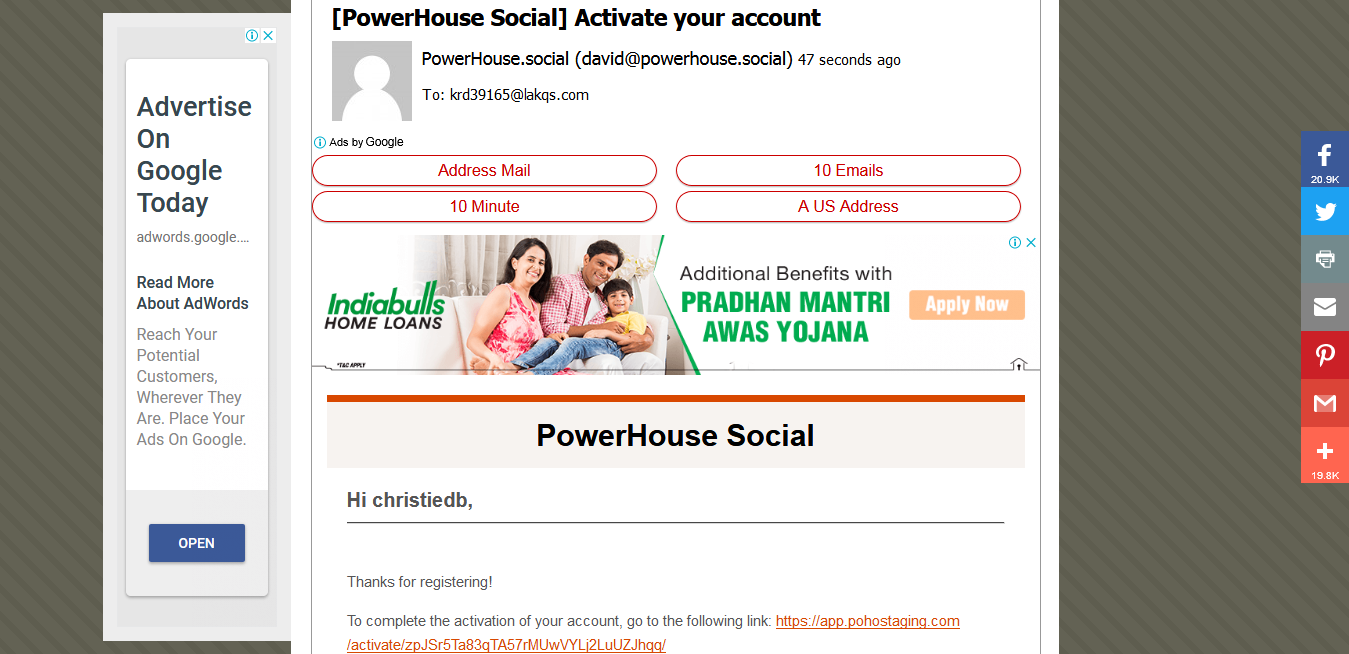 [PowerHouse Social] Activate your account
PowerHouse.social (david@powerhouse.social) 47 seconds ago
To: krd39165@lakqs.com
Ads by Google
Address Mail
10 Emails
10 Minute
A US Address
Indiabulls
HOME LOANS
*T&C APPLY
Additional Benefits with
PRADHAN MANTRI
AWAS YOJANA
Apply Now
PowerHouse Social
Hi christiedb,
Thanks for registering!
To complete the activation of your account, go to the following link: https://app.pohostaging.com
/activate/zpJSr5Ta83qTA57rMUwVYLj2LuUZJhqg/
Advertise
On
Google
Today
adwords.google....
Read More
About AdWords
Reach Your
Potential
Customers,
Wherever They
Are. Place Your
Ads On Google.
OPEN
20.9K
19.8K